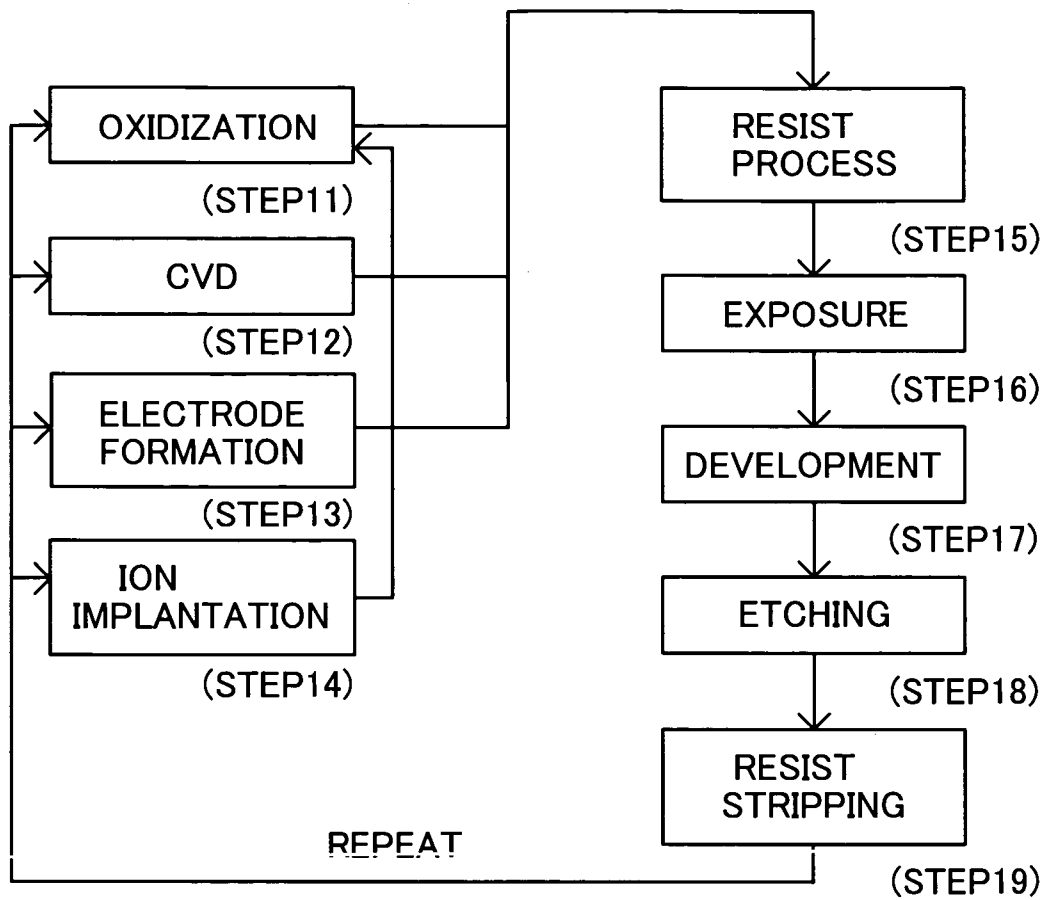 OXIDIZATION
(STEP11)
CVD
(STEP12)
ELECTRODE
FORMATION
(STEP13)
ION
IMPLANTATION
(STEP14)
RESIST
PROCESS
(STEP15)
EXPOSURE
(STEP16)
DEVELOPMENT
(STEP17)
ETCHING
(STEP18)
RESIST
STRIPPING
(STEP19)
REPEAT